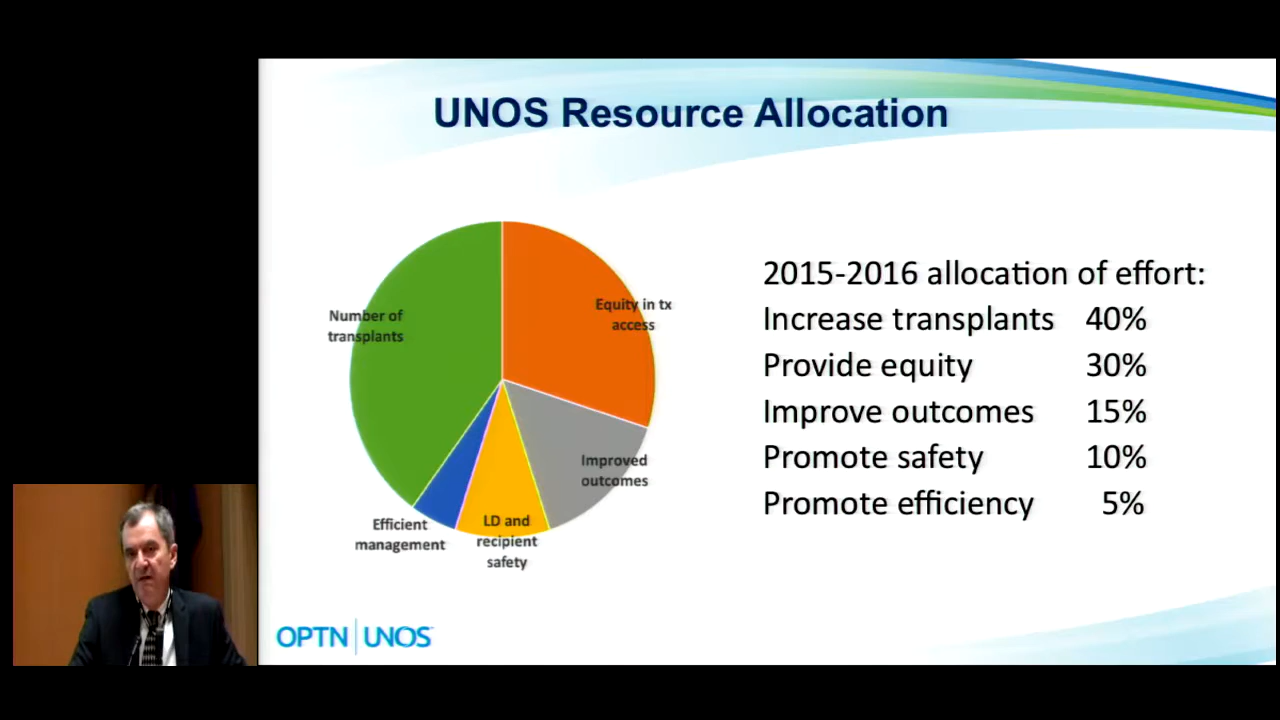 UNOS Resource Allocation
Number of
transplants
Equity in tx
access
Improved
outcomes
Efficient
management
LD and
recipient
safety
2015-2016 allocation of effort:
Increase transplants 40%
Provide equity 30%
Improve outcomes 15%
Promote safety 10%
Promote efficiency 5%
OPTN | UNOS